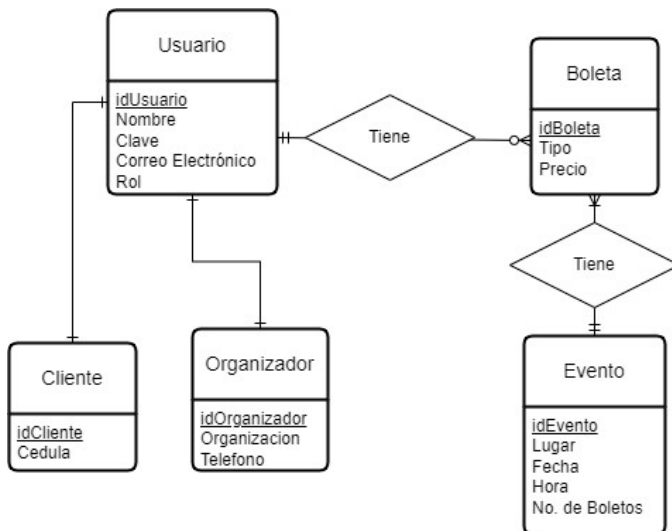 Usuario
idUsuario
Nombre
Clave
Correo Electrónico
Rol
Tiene
Boleta
idBoleta
Tipo
Precio
Tiene
Cliente
idCliente
Cedula
Organizador
idOrganizador
Organizacion
Telefono
Evento
idEvento
Lugar
Fecha
Hora
No. de Boletos